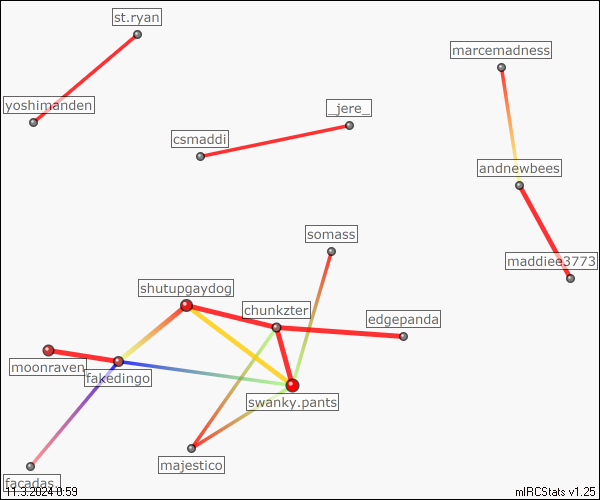 st.ryan
marcemadness
yoshimanden
_jere_
csmaddi
andnewbees
somass
maddiee3773
shutupgaydog
chunkzter
edgepanda
moonraven
fakedingo
swanky.pants
majestico
facadas_
11.3.2024 0:59
mIRCStats v1.25